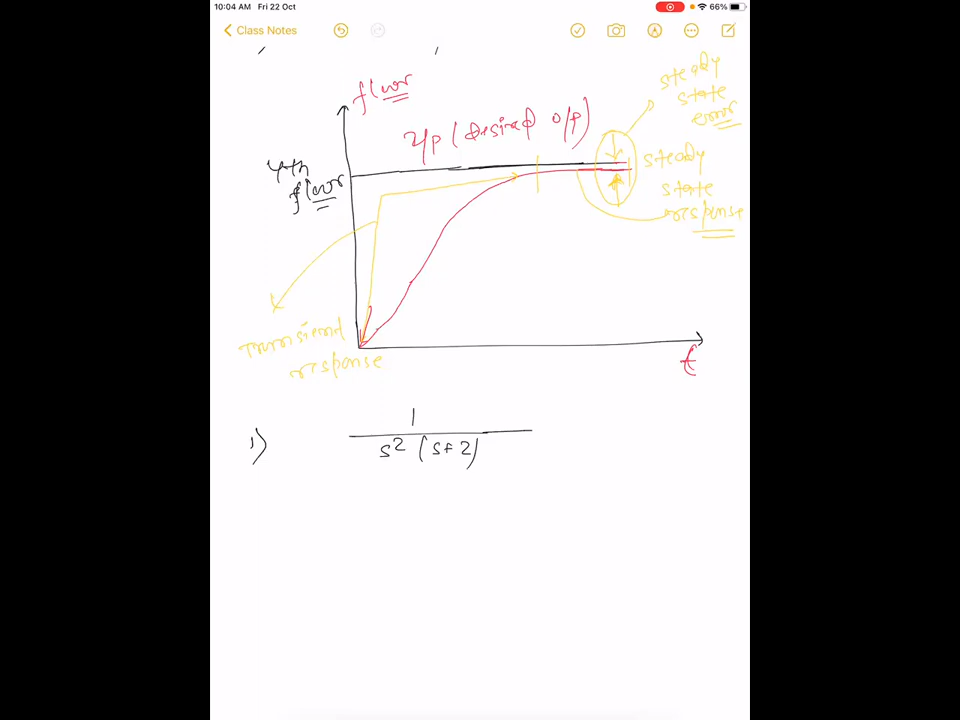 10:04 AM Fri 22 Oct
66%
Class Notes
floor
steady
state
error
i/p (desired o/p)
4th
floor
steady
state
response
Transient
response
t
1) 1
s² (s+2)